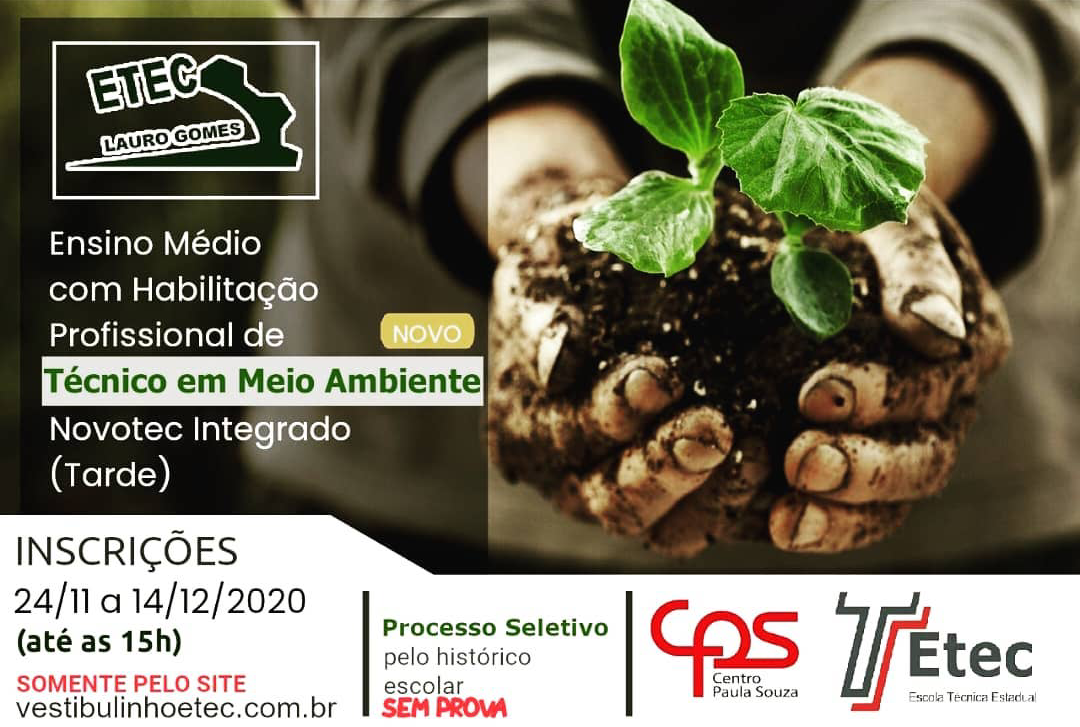 ETEC
LAURO GOMES
Ensino Médio
com Habilitação
Profissional de
NOVO
Técnico em Meio Ambiente
Novotec Integrado
(Tarde)
INSCRIÇÕES
24/11 a 14/12/2020
(até as 15h)
SOMENTE PELO SITE
vestibulinhoetec.com.br
Processo Seletivo
pelo histórico
escolar
SEM PROVA
cps
Centro
Paula Souza
Etec
Escola Técnica Estadual